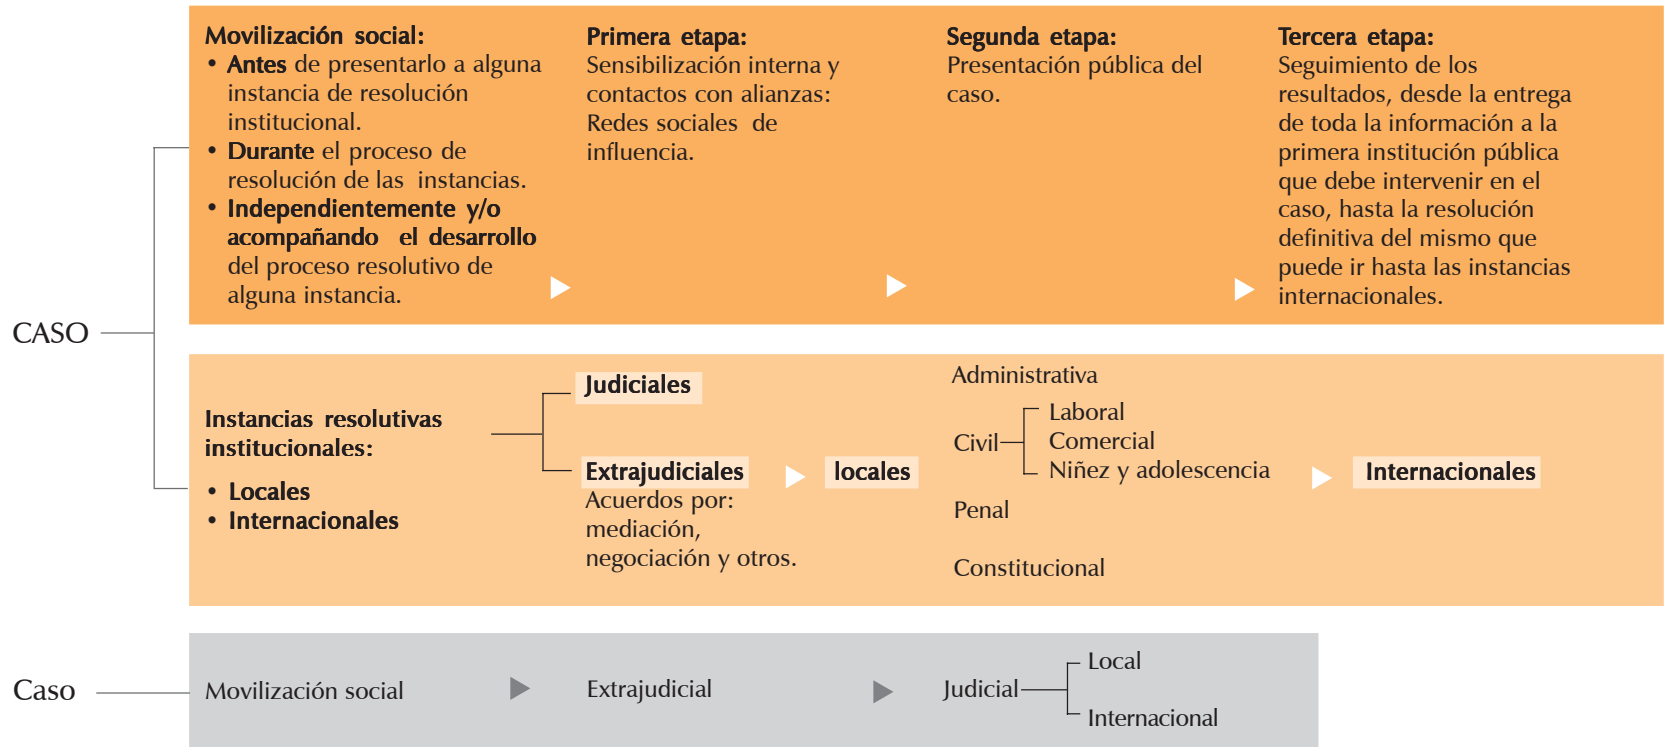 CASO
Movilización social:
• Antes de presentarlo a alguna
instancia de resolución
institucional.
• Durante el proceso de
resolución de las instancias.
• Independientemente y/o
acompañando el desarrollo
del proceso resolutivo de
alguna instancia.
Primera etapa:
Sensibilización interna y
contactos con alianzas:
Redes sociales de
influencia.
Segunda etapa:
Presentación pública del
caso.
Tercera etapa:
Seguimiento de los
resultados, desde la entrega
de toda la información a la
primera institución pública
que debe intervenir en el
caso, hasta la resolución
definitiva del mismo que
puede ir hasta las instancias
internacionales.
Instancias resolutivas
institucionales:
• Locales
• Internacionales
Judiciales
Extrajudiciales
Acuerdos por:
mediación,
negociación y otros.
locales
Administrativa
Civil
Laboral
Comercial
Niñez y adolescencia
Penal
Constitucional
Internacionales
Caso
Movilización social
Extrajudicial
Judicial
Local
Internacional